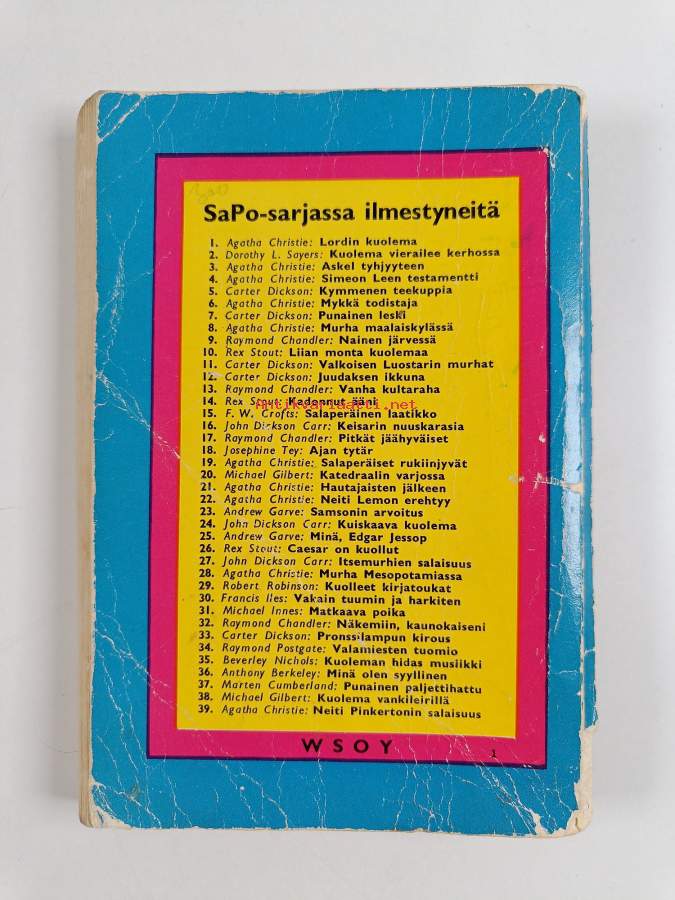 SaPo-sarjassa ilmestyneitä
1. Agatha Christie: Lordin kuolema
2. Dorothy L. Sayers: Kuolema vierailee kerhossa
3. Agatha Christie: Askel tyhjyyteen
4. Agatha Christie: Simeon Leen testamentti
5. Carter Dickson: Kymmenen teekuppia
6. Agatha Christie: Mykkä todistaja
7. Carter Dickson: Punainen leski
8. Agatha Christie: Murha maalaiskylässä
9. Raymond Chandler: Nainen järvessä
10. Rex Stout: Liian monta kuolemaa
11. Carter Dickson: Valkoisen Luostarin murhat
12. Carter Dickson: Juudaksen ikkuna
13. Raymond Chandler: Vanha kultaraha
14. Rex Stout: Kadonnut ääni
antikvariaatti.net
15. F. W. Crofts: Salaperäinen laatikko
16. John Dickson Carr: Keisarin nuuskarasia
17. Raymond Chandler: Pitkät jäähyväiset
18. Josephine Tey: Ajan tytär
19. Agatha Christie: Salaperäiset rukiinjyvät
20. Michael Gilbert: Katedraalin varjossa
21. Agatha Christie: Hautajaisten jälkeen
22. Agatha Christie: Neiti Lemon erehtyy
23. Andrew Garve: Samsonin arvoitus
24. John Dickson Carr: Kuiskaava kuolema
25. Andrew Garve: Minä, Edgar Jessop
26. Rex Stout: Caesar on kuollut
27. John Dickson Carr: Itsemurhien salaisuus
28. Agatha Christie: Murha Mesopotamiassa
29. Robert Robinson: Kuolleet kirjatoukat
30. Francis Iles: Vakain tuumin ja harkiten
31. Michael Innes: Matkaava poika
32. Raymond Chandler: Näkemiin, kaunokaiseni
33. Carter Dickson: Pronssilampun kirous
34. Raymond Postgate: Valamiesten tuomio
35. Beverley Nichols: Kuoleman hidas musiikki
36. Anthony Berkeley: Minä olen syyllinen
37. Marten Cumberland: Punainen paljettihattu
38. Michael Gilbert: Kuolema vankileirillä
39. Agatha Christie: Neiti Pinkertonin salaisuus
WSOY
1